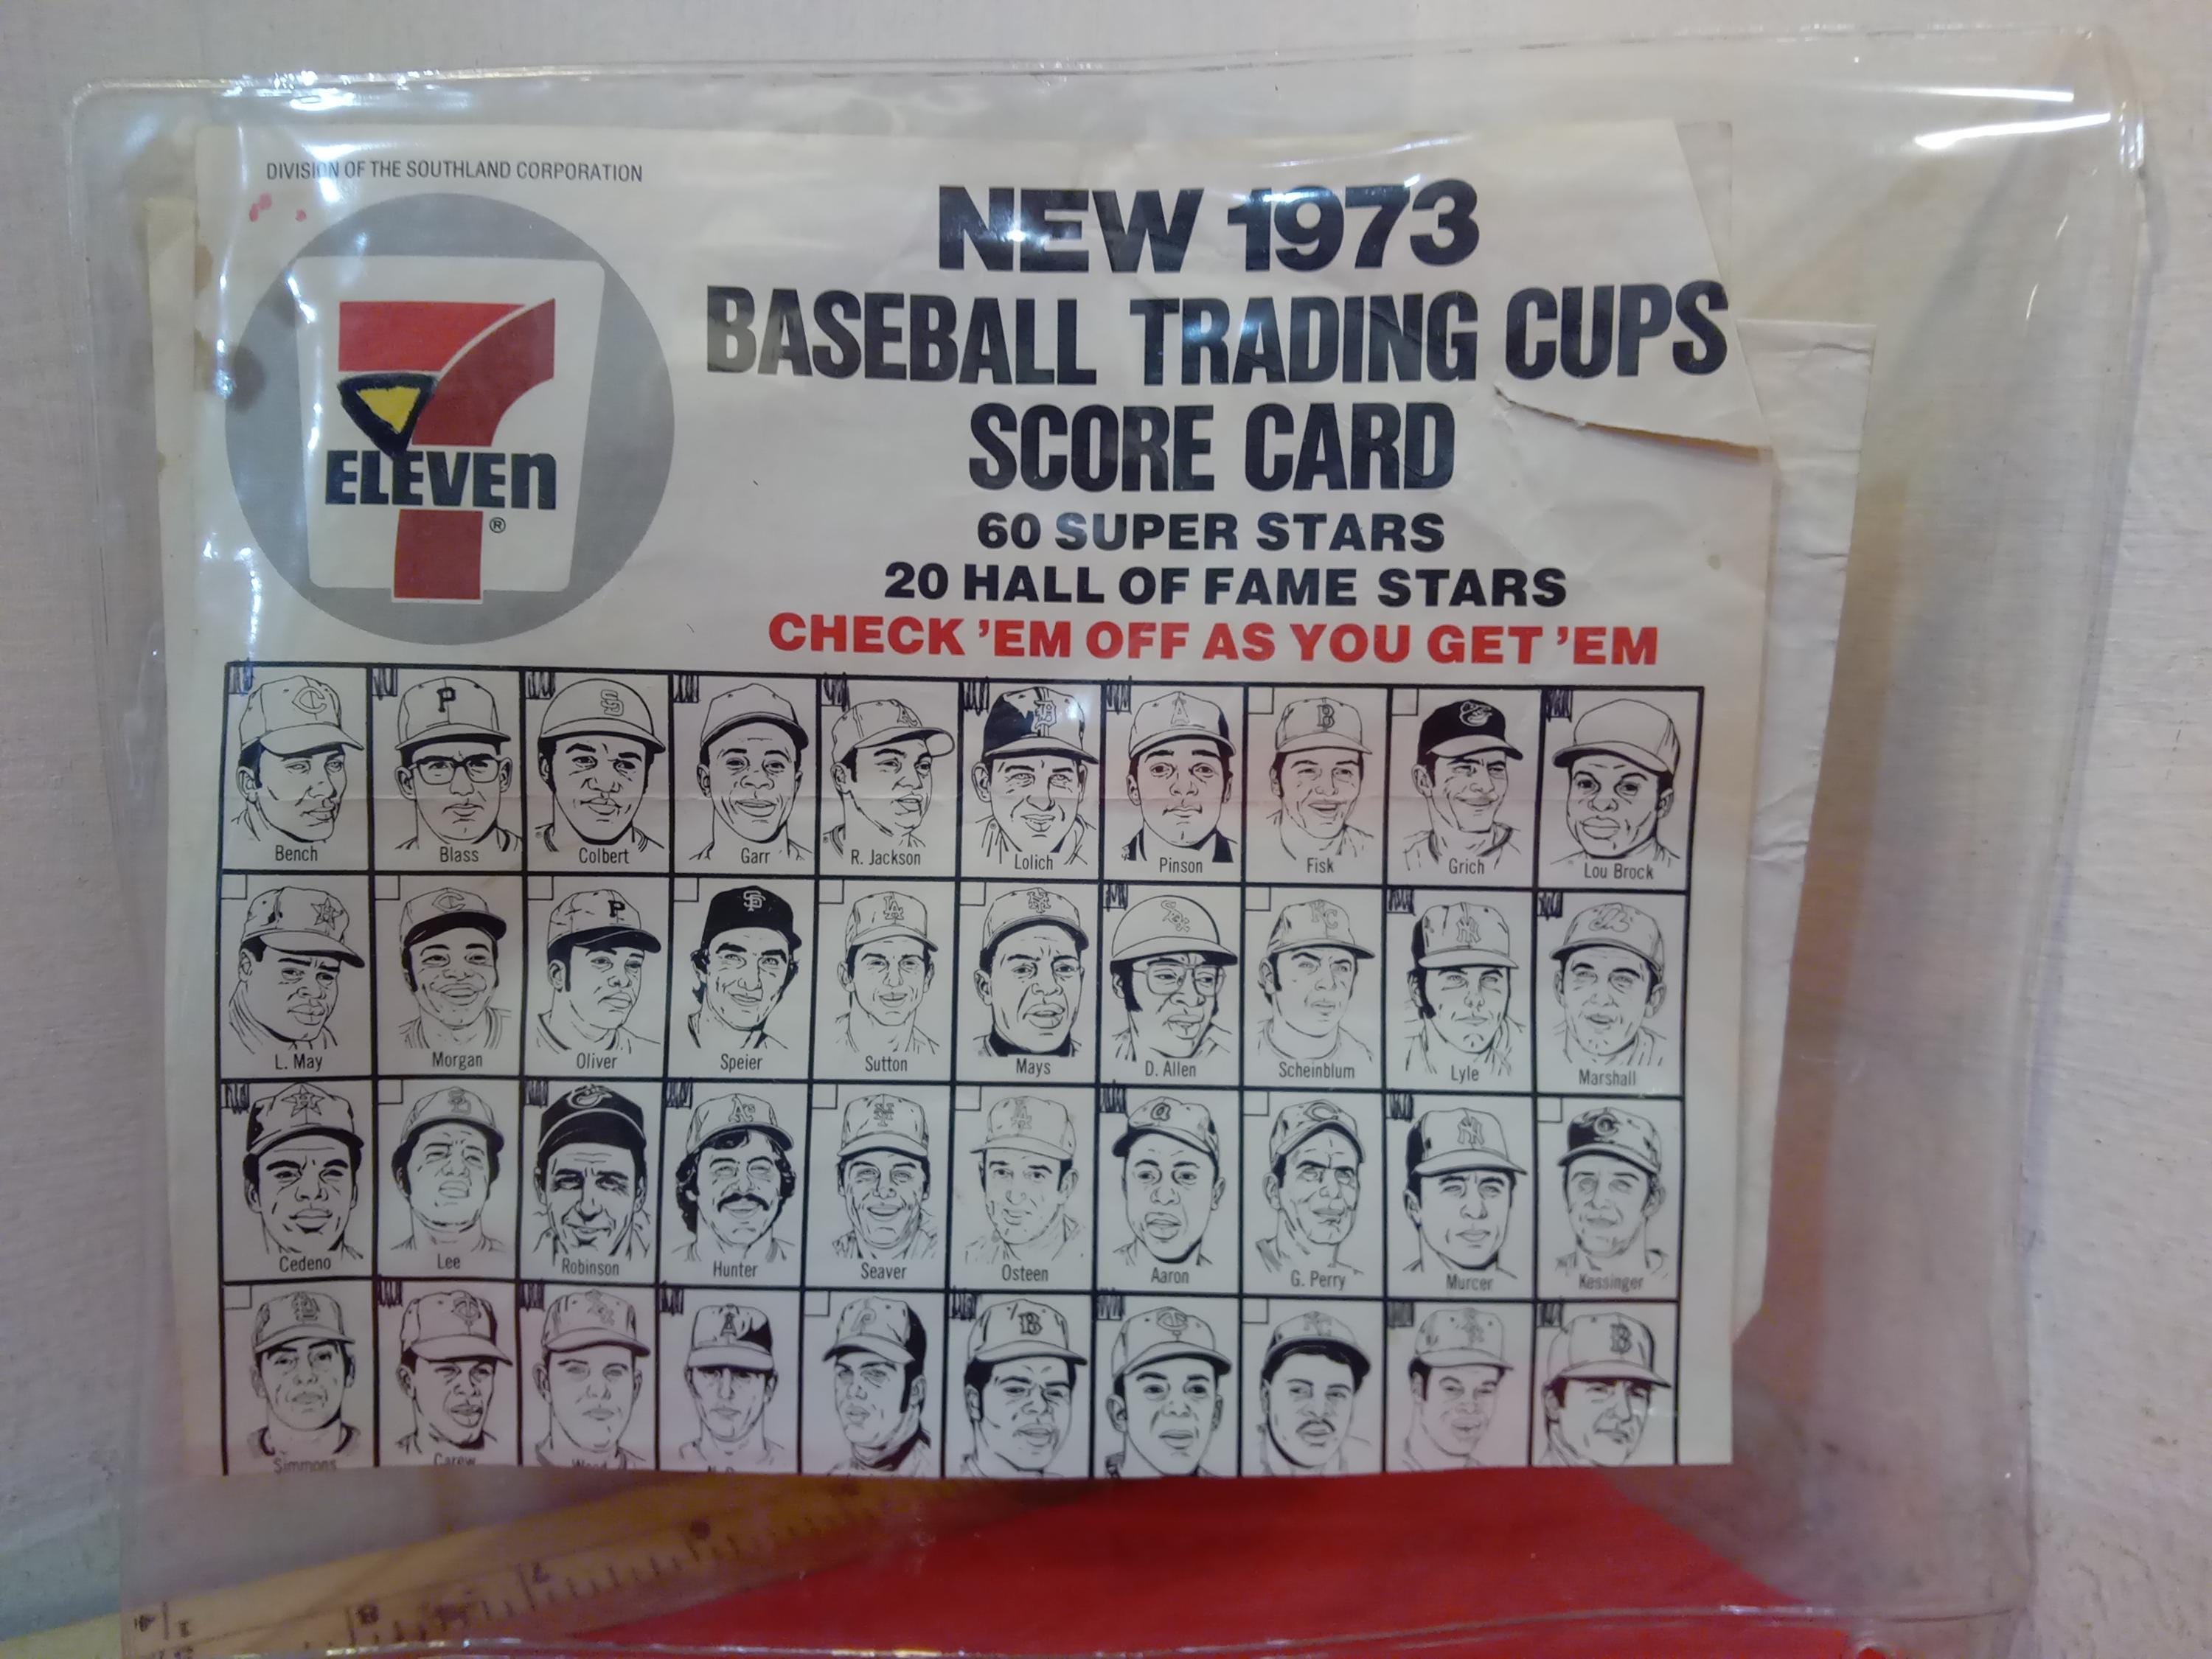 DIVISION OF THE SOUTHLAND CORPORATION
7
ELEVEn
®
NEW 1973
BASEBALL TRADING CUPS
SCORE CARD
60 SUPER STARS
20 HALL OF FAME STARS
CHECK 'EM OFF AS YOU GET 'EM
Bench Blass Colbert Garr R. Jackson Lolich Pinson Fisk Grich Lou Brock
L. May Morgan Oliver Speier Sutton Mays D. Allen Scheinblum Lyle Marshall
Cedeno Lee Robinson Hunter Seaver Osteen Aaron G. Perry Murcer Kessinger
Simmons Carew Wood